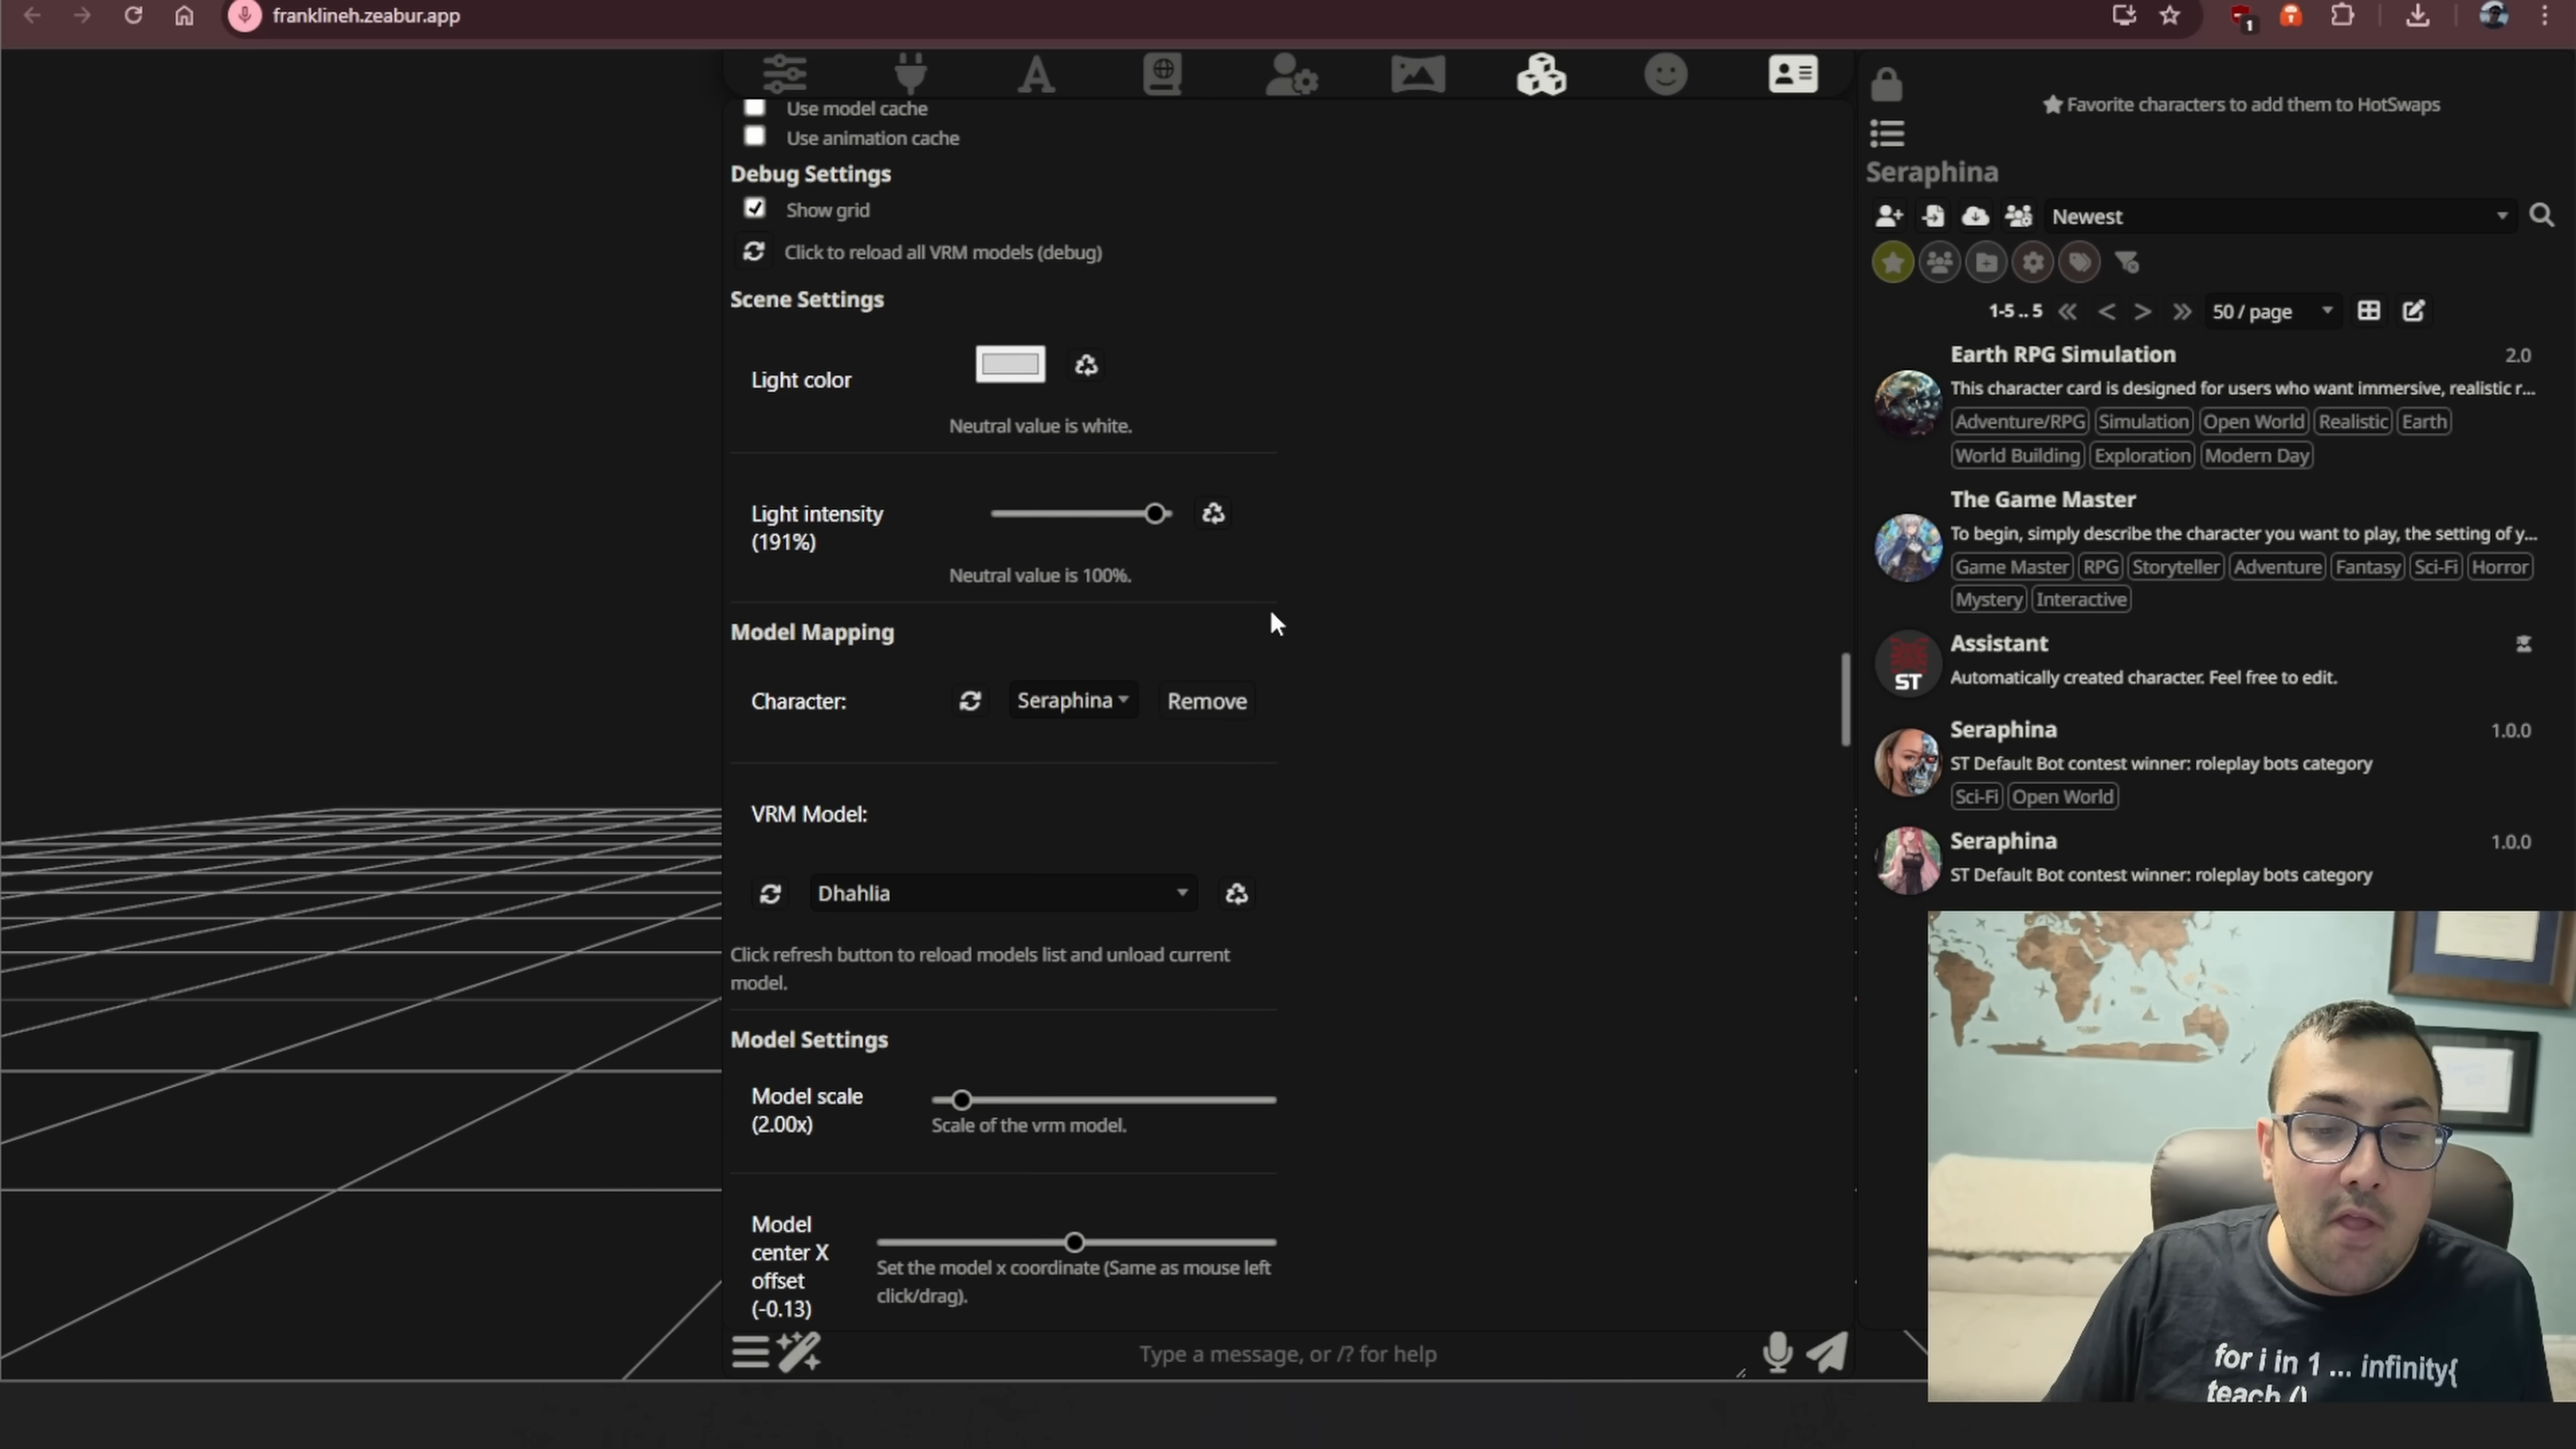 franklineh.zeabur.app
1
Use model cache
Use animation cache
Debug Settings
Show grid
Click to reload all VRM models (debug)
Scene Settings
Light color
Neutral value is white.
Light intensity
(191%)
Neutral value is 100%.
Model Mapping
Character:
Seraphina
Remove
VRM Model:
Dhahlia
Click refresh button to reload models list and unload current
model.
Model Settings
Model scale
(2.00x)
Scale of the vrm model.
Model
center X
offset
(-0.13)
Set the model x coordinate (Same as mouse left
click/drag).
Type a message, or /? for help
Favorite characters to add them to HotSwaps
Seraphina
Newest
1-5 .. 5
50 / page
Earth RPG Simulation 2.0
This character card is designed for users who want immersive, realistic r...
Adventure/RPG Simulation Open World Realistic Earth
World Building Exploration Modern Day
The Game Master
To begin, simply describe the character you want to play, the setting of y...
Game Master RPG Storyteller Adventure Fantasy Sci-Fi Horror
Mystery Interactive
Assistant
ST
Automatically created character. Feel free to edit.
Seraphina 1.0.0
ST Default Bot contest winner: roleplay bots category
Sci-Fi Open World
Seraphina 1.0.0
ST Default Bot contest winner: roleplay bots category
for i in 1 ... infinity{
teach ()